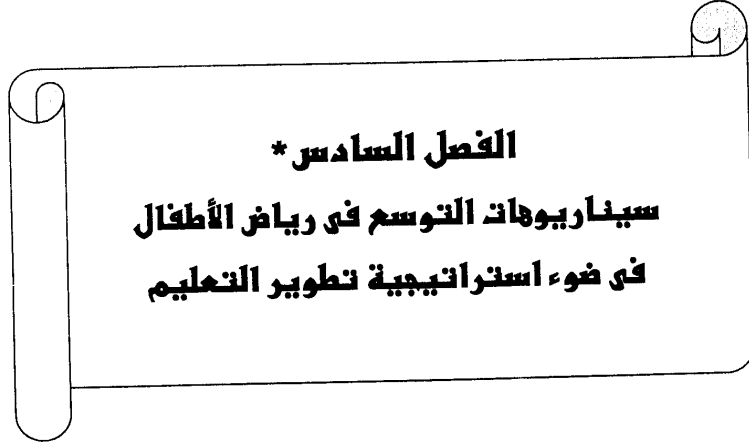 الفصل السادس*
سيناريوهات التوسع فى رياض الأطفال
فى ضوء استراتيجية تطوير التعليم